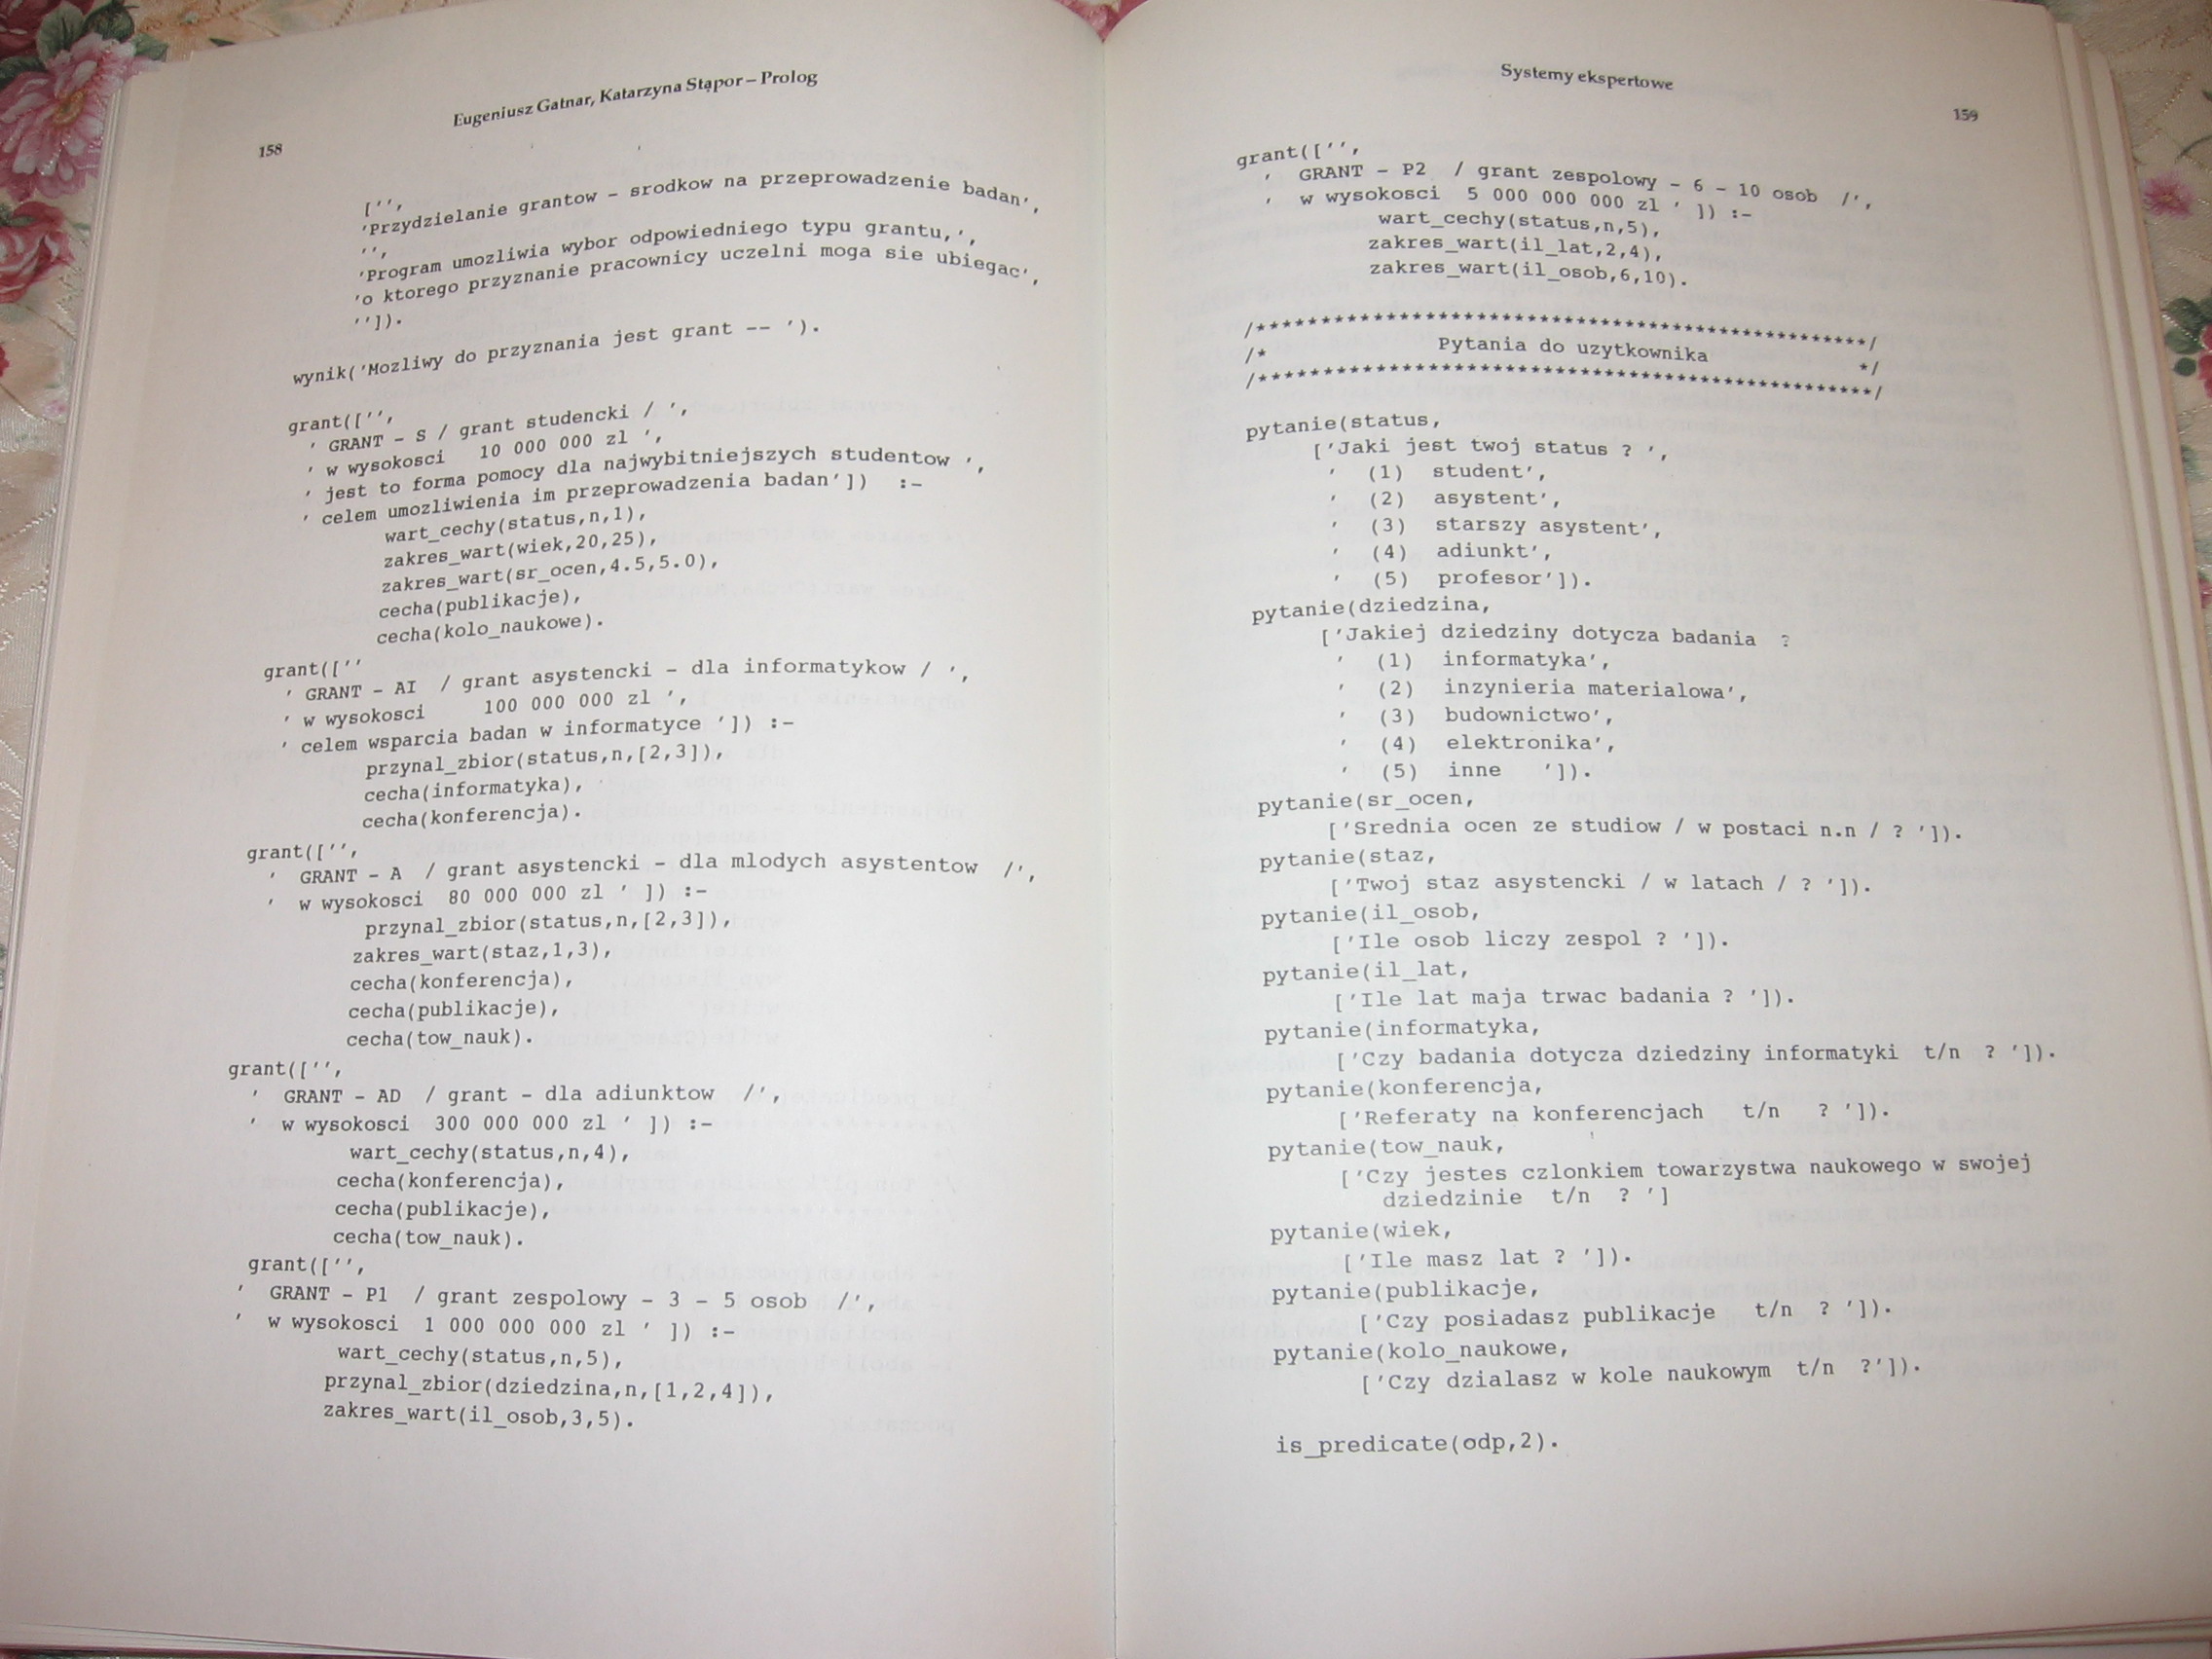 158
Eugeniusz Gatnar, Katarzyna Stąpor – Prolog
['',
'przydzielanie grantow - srodkow na przeprowadzenie badan',
'program umozliwia wybor odpowiedniego typu grantu,',
'',
'o ktorego przyznanie pracownicy uczelni moga sie ubiegac',
'']).
wynik('Mozliwy do przyznania jest grant -- ').
grant(['',
' GRANT - S / grant studencki / ',
' w wysokosci 10 000 000 zl ',
' jest to forma pomocy dla najwybitniejszych studentow ',
' celem umozliwienia im przeprowadzenia badan']) :-
wart_cechy(status,n,1),
zakres_wart(wiek,20,25),
zakres_wart(sr_ocen,4.5,5.0),
cecha(publikacje),
cecha(kolo_naukowe).
grant([''
' GRANT - AI / grant asystencki - dla informatykow / ',
' w wysokosci 100 000 000 zl ',
' celem wsparcia badan w informatyce ']) :-
przynal_zbior(status,n,[2,3]),
cecha(informatyka),
cecha(konferencja).
grant(['',
' GRANT - A / grant asystencki - dla mlodych asystentow /',
' w wysokosci 80 000 000 zl ' ]) :-
przynal_zbior(status,n,[2,3]),
zakres_wart(staz,1,3),
cecha(konferencja),
cecha(publikacje),
cecha(tow_nauk).
grant(['',
' GRANT - AD / grant - dla adiunktow /',
' w wysokosci 300 000 000 zl ' ]) :-
wart_cechy(status,n,4),
cecha(konferencja),
cecha(publikacje),
cecha(tow_nauk).
grant(['',
' GRANT - P1 / grant zespolowy - 3 - 5 osob /',
' w wysokosci 1 000 000 000 zl ' ]) :-
wart_cechy(status,n,5),
przynal_zbior(dziedzina,n,[1,2,4]),
zakres_wart(il_osob,3,5).
Systemy ekspertowe
159
grant(['',
' GRANT - P2 / grant zespolowy - 6 - 10 osob /',
' w wysokosci 5 000 000 000 zl ' ]) :-
wart_cechy(status,n,5),
zakres_wart(il_lat,2,4),
zakres_wart(il_osob,6,10).
/************************************************/
/* Pytania do uzytkownika */
/************************************************/
pytanie(status,
['Jaki jest twoj status ? ',
' (1) student',
' (2) asystent',
' (3) starszy asystent',
' (4) adiunkt',
' (5) profesor']).
pytanie(dziedzina,
['Jakiej dziedziny dotycza badania ?
' (1) informatyka',
' (2) inzynieria materialowa',
' (3) budownictwo',
' (4) elektronika',
' (5) inne ']).
pytanie(sr_ocen,
['Srednia ocen ze studiow / w postaci n.n / ? ']).
pytanie(staz,
['Twoj staz asystencki / w latach / ? ']).
pytanie(il_osob,
['Ile osob liczy zespol ? ']).
pytanie(il_lat,
['Ile lat maja trwac badania ? ']).
pytanie(informatyka,
['Czy badania dotycza dziedziny informatyki t/n ? ']).
pytanie(konferencja,
['Referaty na konferencjach t/n ? ']).
pytanie(tow_nauk,
['Czy jestes czlonkiem towarzystwa naukowego w swojej
dziedzinie t/n ? ']
pytanie(wiek,
['Ile masz lat ? ']).
pytanie(publikacje,
['Czy posiadasz publikacje t/n ? ']).
pytanie(kolo_naukowe,
['Czy dzialasz w kole naukowym t/n ?']).
is_predicate(odp,2).